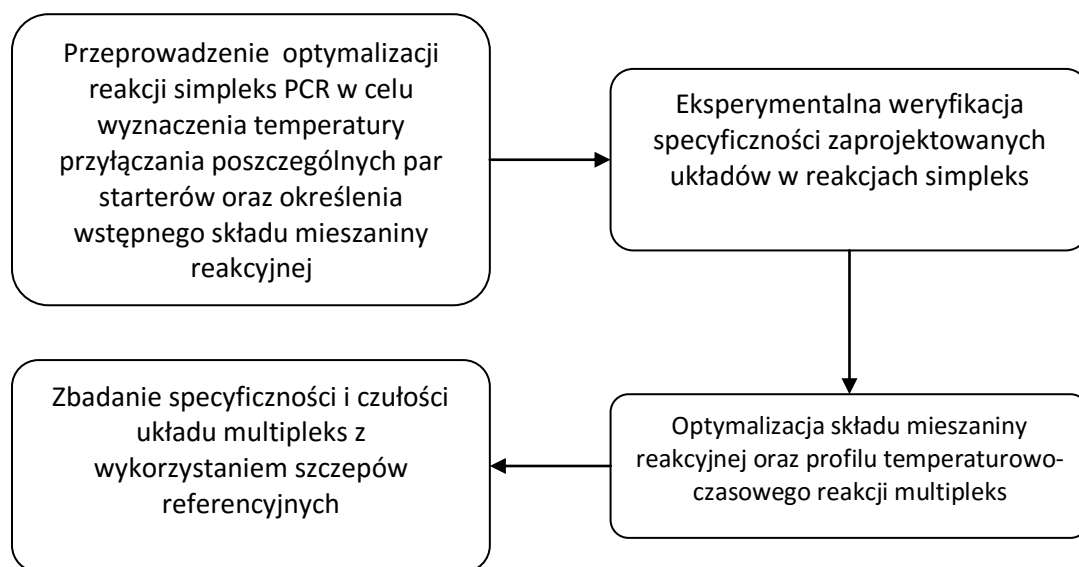 Przeprowadzenie optymalizacji
reakcji simpleks PCR w celu
wyznaczenia temperatury
przyłączania poszczególnych par
starterów oraz określenia
wstępnego składu mieszaniny
reakcyjnej
Eksperymentalna weryfikacja
specyficzności zaprojektowanych
układów w reakcjach simpleks
Optymalizacja składu mieszaniny
reakcyjnej oraz profilu temperaturowo-
czasowego reakcji multipleks
Zbadanie specyficzności i czułości
układu multipleks z
wykorzystaniem szczepów
referencyjnych